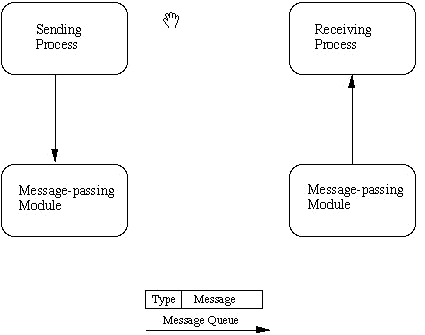 Sending
Process
Receiving
Process
Message-passing
Module
Message-passing
Module
Type Message
Message Queue